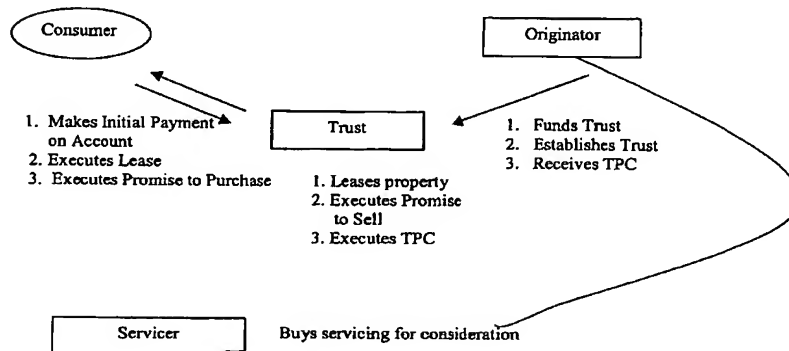 Consumer
Originator
1. Makes Initial Payment
on Account
2. Executes Lease
3. Executes Promise to Purchase
Trust
1. Leases property
2. Executes Promise
to Sell
3. Executes TPC
1. Funds Trust
2. Establishes Trust
3. Receives TPC
Servicer
Buys servicing for consideration